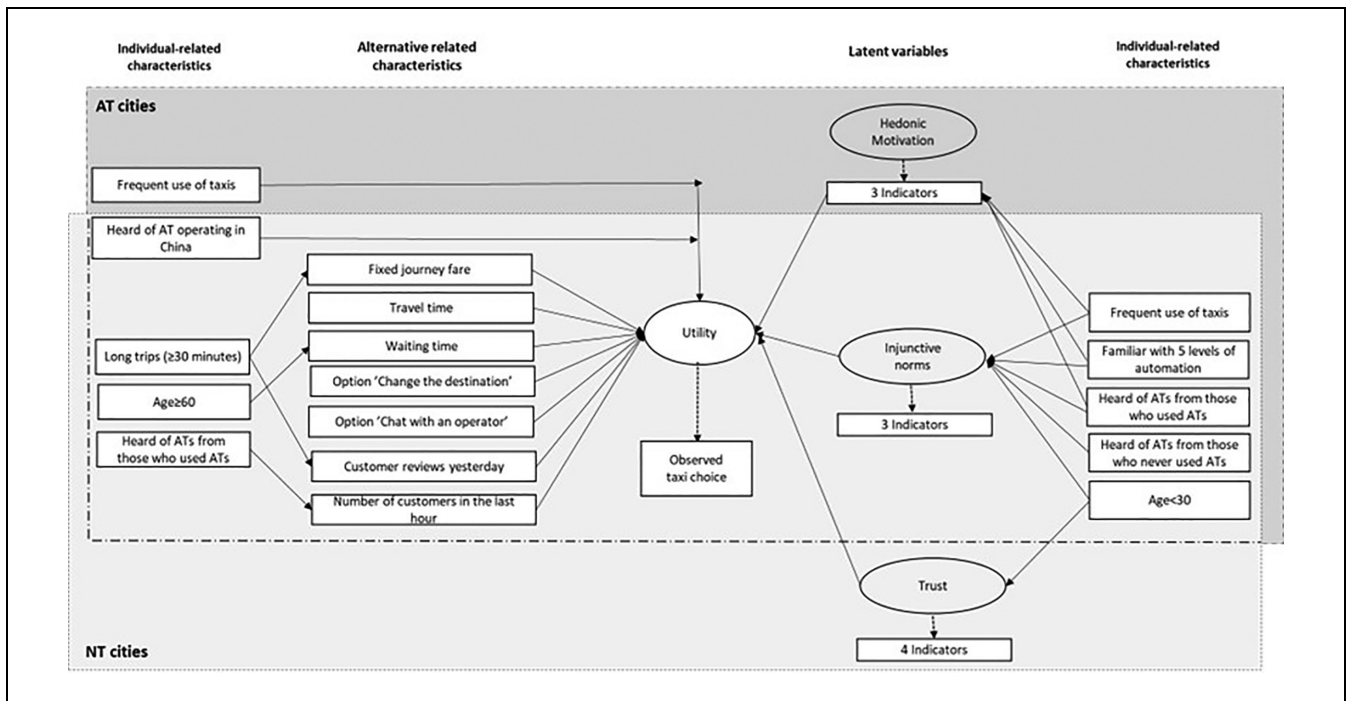 Individual-related
characteristics
Alternative related
characteristics
Latent variables
Individual-related
characteristics
AT cities
Hedonic
Motivation
3 Indicators
Frequent use of taxis
Heard of AT operating in
China
Fixed journey fare
Travel time
Waiting time
Option 'Change the destination'
Option 'Chat with an operator'
Customer reviews yesterday
Number of customers in the last
hour
Long trips (≥30 minutes)
Age≥60
Heard of ATs from
those who used ATs
Utility
Observed
taxi choice
Injunctive
norms
3 Indicators
Frequent use of taxis
Familiar with 5 levels of
automation
Heard of ATs from those
who used ATs
Heard of ATs from those
who never used ATs
Age<30
Trust
4 Indicators
NT cities